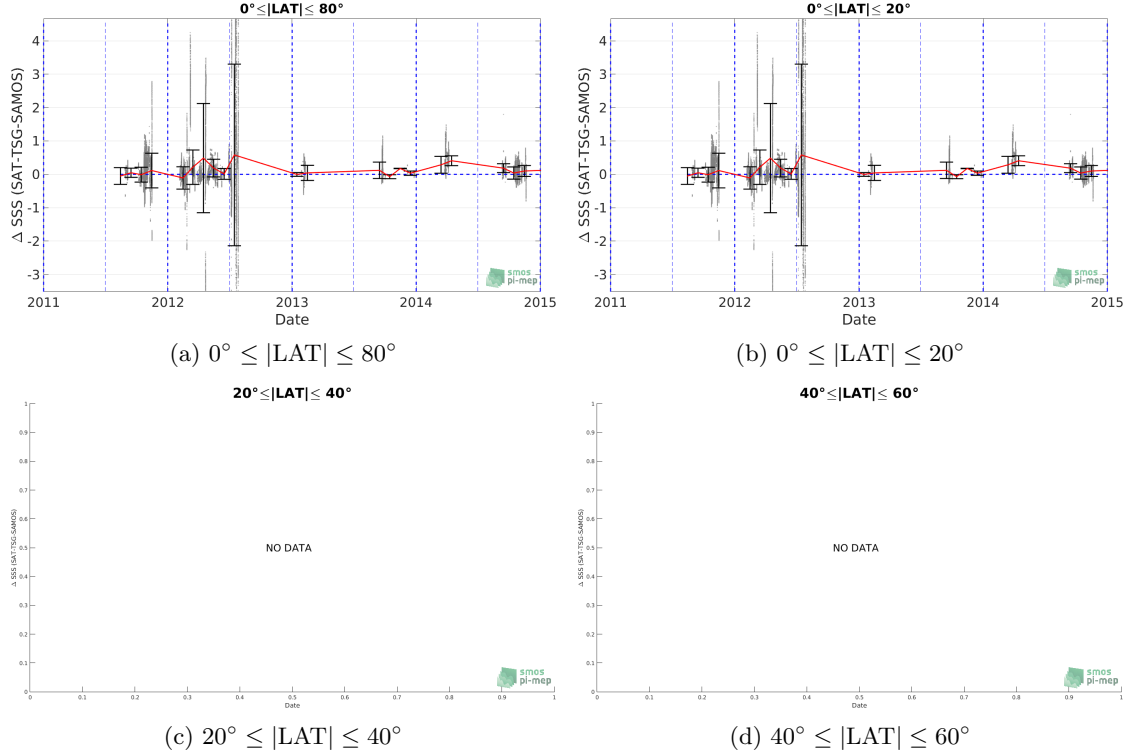 0°≤|LAT|≤ 80°
Δ SSS (SAT-TSG-SAMOS)
4
3
2
1
0
-1
-2
-3
2011 2012 2013 2014 2015
Date
smos
pi-mep
(a) 0° ≤ |LAT| ≤ 80°
0°≤|LAT|≤ 20°
Δ SSS (SAT-TSG-SAMOS)
4
3
2
1
0
-1
-2
-3
2011 2012 2013 2014 2015
Date
smos
pi-mep
(b) 0° ≤ |LAT| ≤ 20°
20°≤|LAT|≤ 40°
Δ SSS (SAT-TSG-SAMOS)
1
0.9
0.8
0.7
0.6
0.5
0.4
0.3
0.2
0.1
0
NO DATA
0 0.1 0.2 0.3 0.4 0.5 0.6 0.7 0.8 0.9 1
Date
smos
pi-mep
(c) 20° ≤ |LAT| ≤ 40°
40°≤|LAT|≤ 60°
Δ SSS (SAT-TSG-SAMOS)
1
0.9
0.8
0.7
0.6
0.5
0.4
0.3
0.2
0.1
0
NO DATA
0 0.1 0.2 0.3 0.4 0.5 0.6 0.7 0.8 0.9 1
Date
smos
pi-mep
(d) 40° ≤ |LAT| ≤ 60°